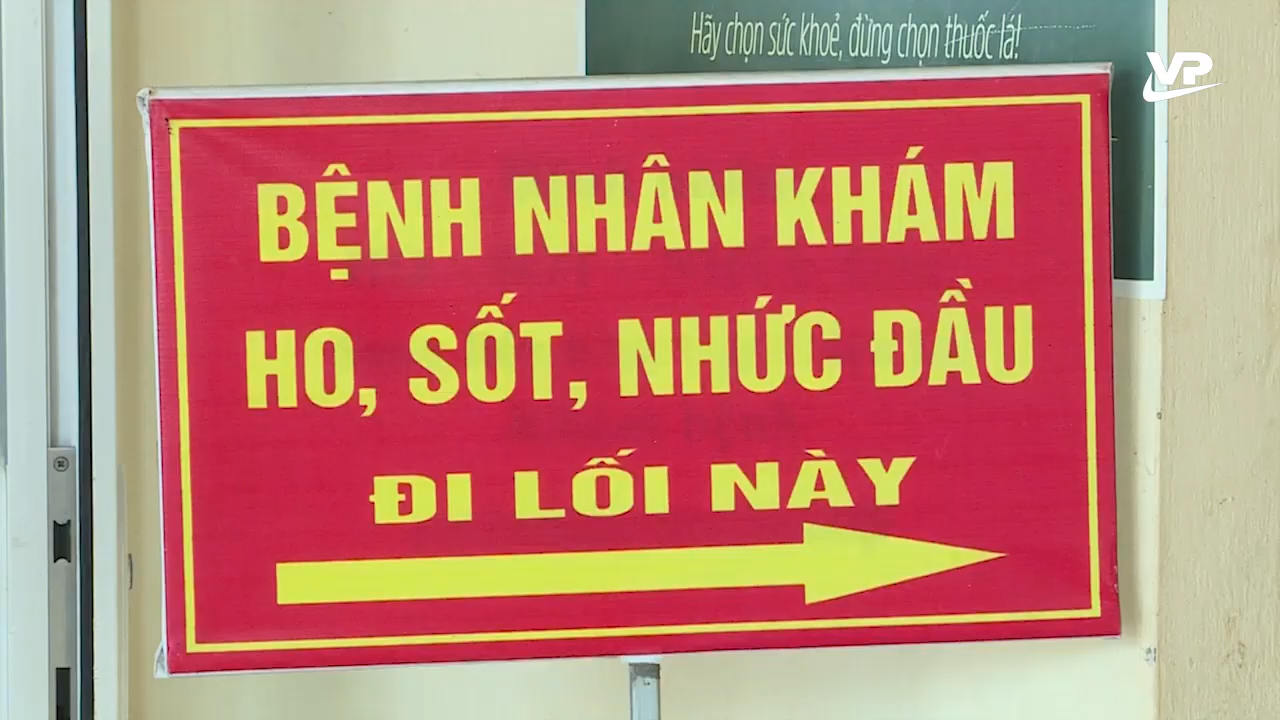 Hãy chọn sức khoẻ, đừng chọn thuốc lá!
VP
BỆNH NHÂN KHÁM
HO, SỐT, NHỨC ĐẦU
ĐI LỐI NÀY